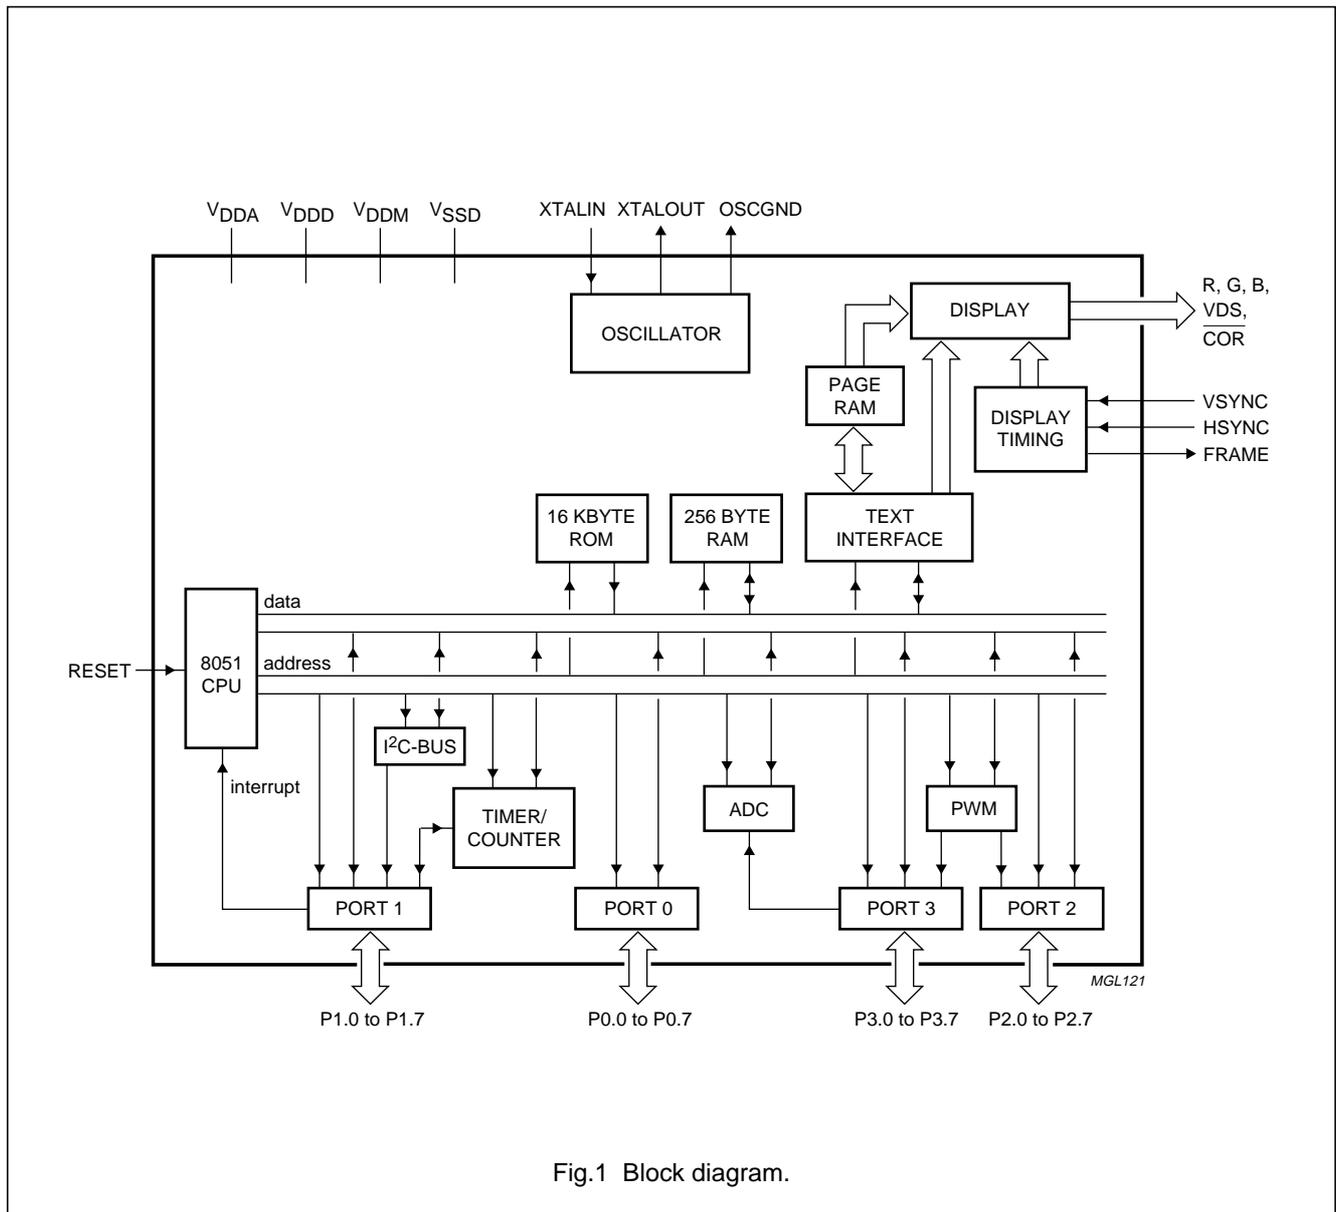 VDDA VDDD VDDM VSSD XTALIN XTALOUT OSCGND
R, G, B,
VDS,
COR
OSCILLATOR
DISPLAY
PAGE
RAM
DISPLAY
TIMING
VSYNC
HSYNC
FRAME
16 KBYTE
ROM
256 BYTE
RAM
TEXT
INTERFACE
data
address
RESET
8051
CPU
I2C-BUS
interrupt
TIMER/
COUNTER
ADC
PWM
PORT 1
PORT 0
PORT 3
PORT 2
MGL121
P1.0 to P1.7
P0.0 to P0.7
P3.0 to P3.7
P2.0 to P2.7
Fig.1 Block diagram.